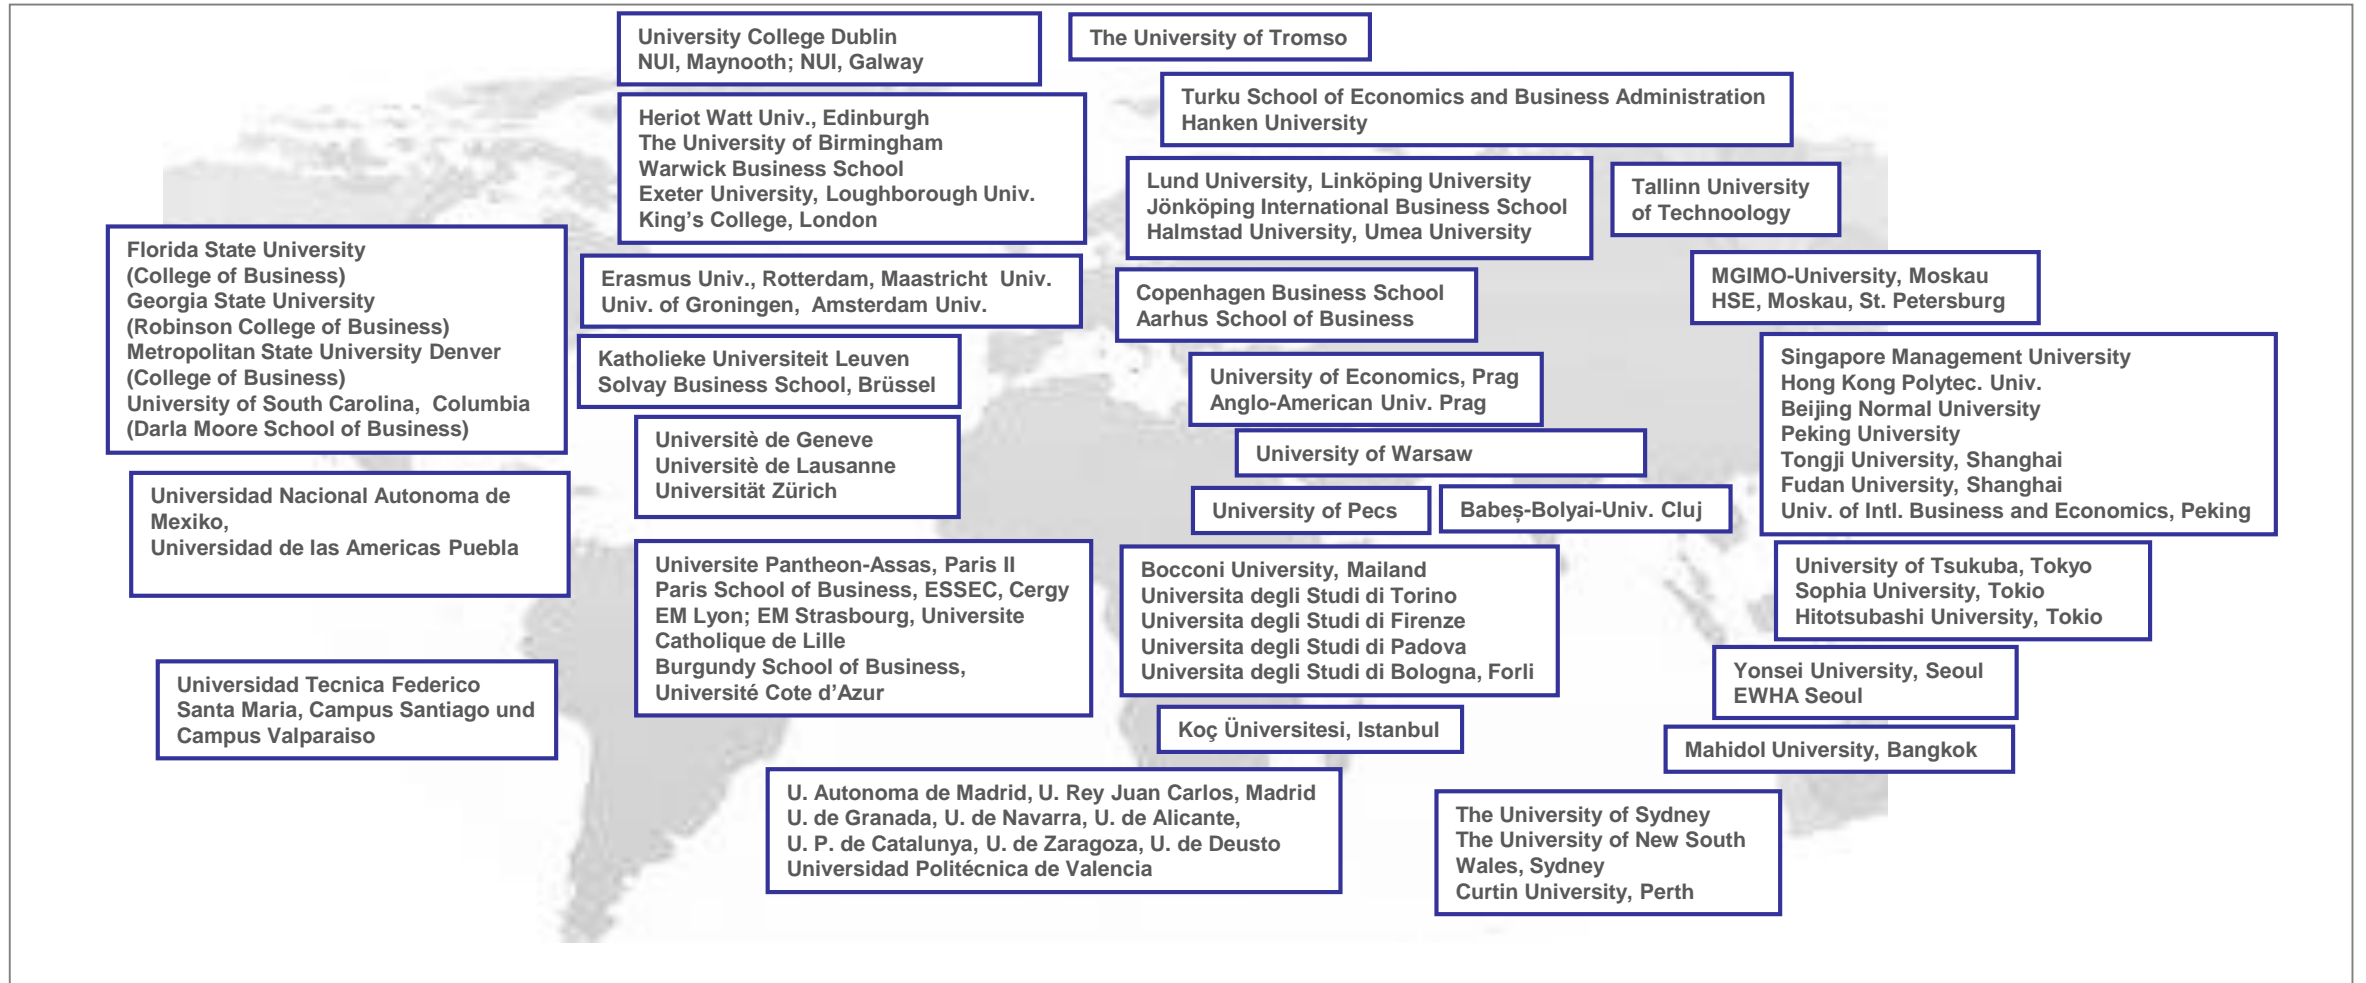 University College Dublin
NUI, Maynooth; NUI, Galway
The University of Tromso
Heriot Watt Univ., Edinburgh
The University of Birmingham
Warwick Business School
Exeter University, Loughborough Univ.
King's College, London
Turku School of Economics and Business Administration
Hanken University
Lund University, Linköping University
Jönköping International Business School
Halmstad University, Umea University
Tallinn University
of Technoology
Florida State University
(College of Business)
Georgia State University
(Robinson College of Business)
Metropolitan State University Denver
(College of Business)
University of South Carolina, Columbia
(Darla Moore School of Business)
Erasmus Univ., Rotterdam, Maastricht Univ.
Univ. of Groningen, Amsterdam Univ.
Copenhagen Business School
Aarhus School of Business
MGIMO-University, Moskau
HSE, Moskau, St. Petersburg
Katholieke Universiteit Leuven
Solvay Business School, Brüssel
University of Economics, Prag
Anglo-American Univ. Prag
Singapore Management University
Hong Kong Polytec. Univ.
Beijing Normal University
Peking University
Tongji University, Shanghai
Fudan University, Shanghai
Univ. of Intl. Business and Economics, Peking
Universitè de Geneve
Universitè de Lausanne
Universität Zürich
University of Warsaw
Universidad Nacional Autonoma de
Mexiko,
Universidad de las Americas Puebla
University of Pecs
Babeș-Bolyai-Univ. Cluj
Universite Pantheon-Assas, Paris II
Paris School of Business, ESSEC, Cergy
EM Lyon; EM Strasbourg, Universite
Catholique de Lille
Burgundy School of Business,
Université Cote d'Azur
Bocconi University, Mailand
Universita degli Studi di Torino
Universita degli Studi di Firenze
Universita degli Studi di Padova
Universita degli Studi di Bologna, Forli
University of Tsukuba, Tokyo
Sophia University, Tokio
Hitotsubashi University, Tokio
Universidad Tecnica Federico
Santa Maria, Campus Santiago und
Campus Valparaiso
Yonsei University, Seoul
EWHA Seoul
Koç Üniversitesi, Istanbul
Mahidol University, Bangkok
U. Autonoma de Madrid, U. Rey Juan Carlos, Madrid
U. de Granada, U. de Navarra, U. de Alicante,
U. P. de Catalunya, U. de Zaragoza, U. de Deusto
Universidad Politécnica de Valencia
The University of Sydney
The University of New South
Wales, Sydney
Curtin University, Perth